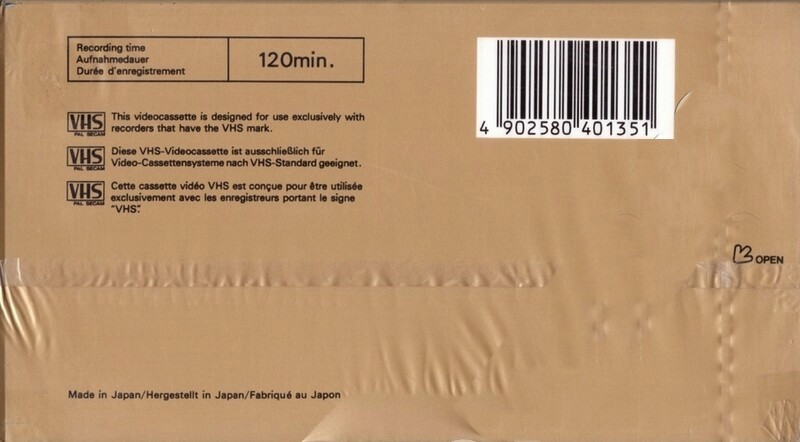 Recording time
Aufnahmedauer
Durée d'enregistrement
120min.
4 902580 401351
VHS
PAL SECAM
This videocassette is designed for use exclusively with
recorders that have the VHS mark.
VHS
PAL SECAM
Diese VHS-Videocassette ist ausschließlich für
Video-Cassettensysteme nach VHS-Standard geeignet.
VHS
PAL SECAM
Cette cassette vidéo VHS est conçue pour être utilisée
exclusivement avec les enregistreurs portant le signe
"VHS".
OPEN
Made in Japan/Hergestellt in Japan/Fabriqué au Japon